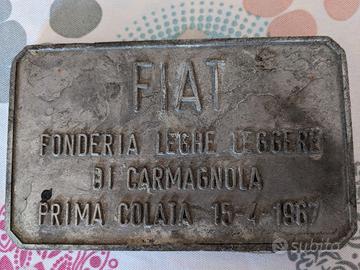 FIAT
FONDERIA LEGHE LEGGERE
DI CARMAGNOLA
PRIMA COLATA 15-4-1967
subito